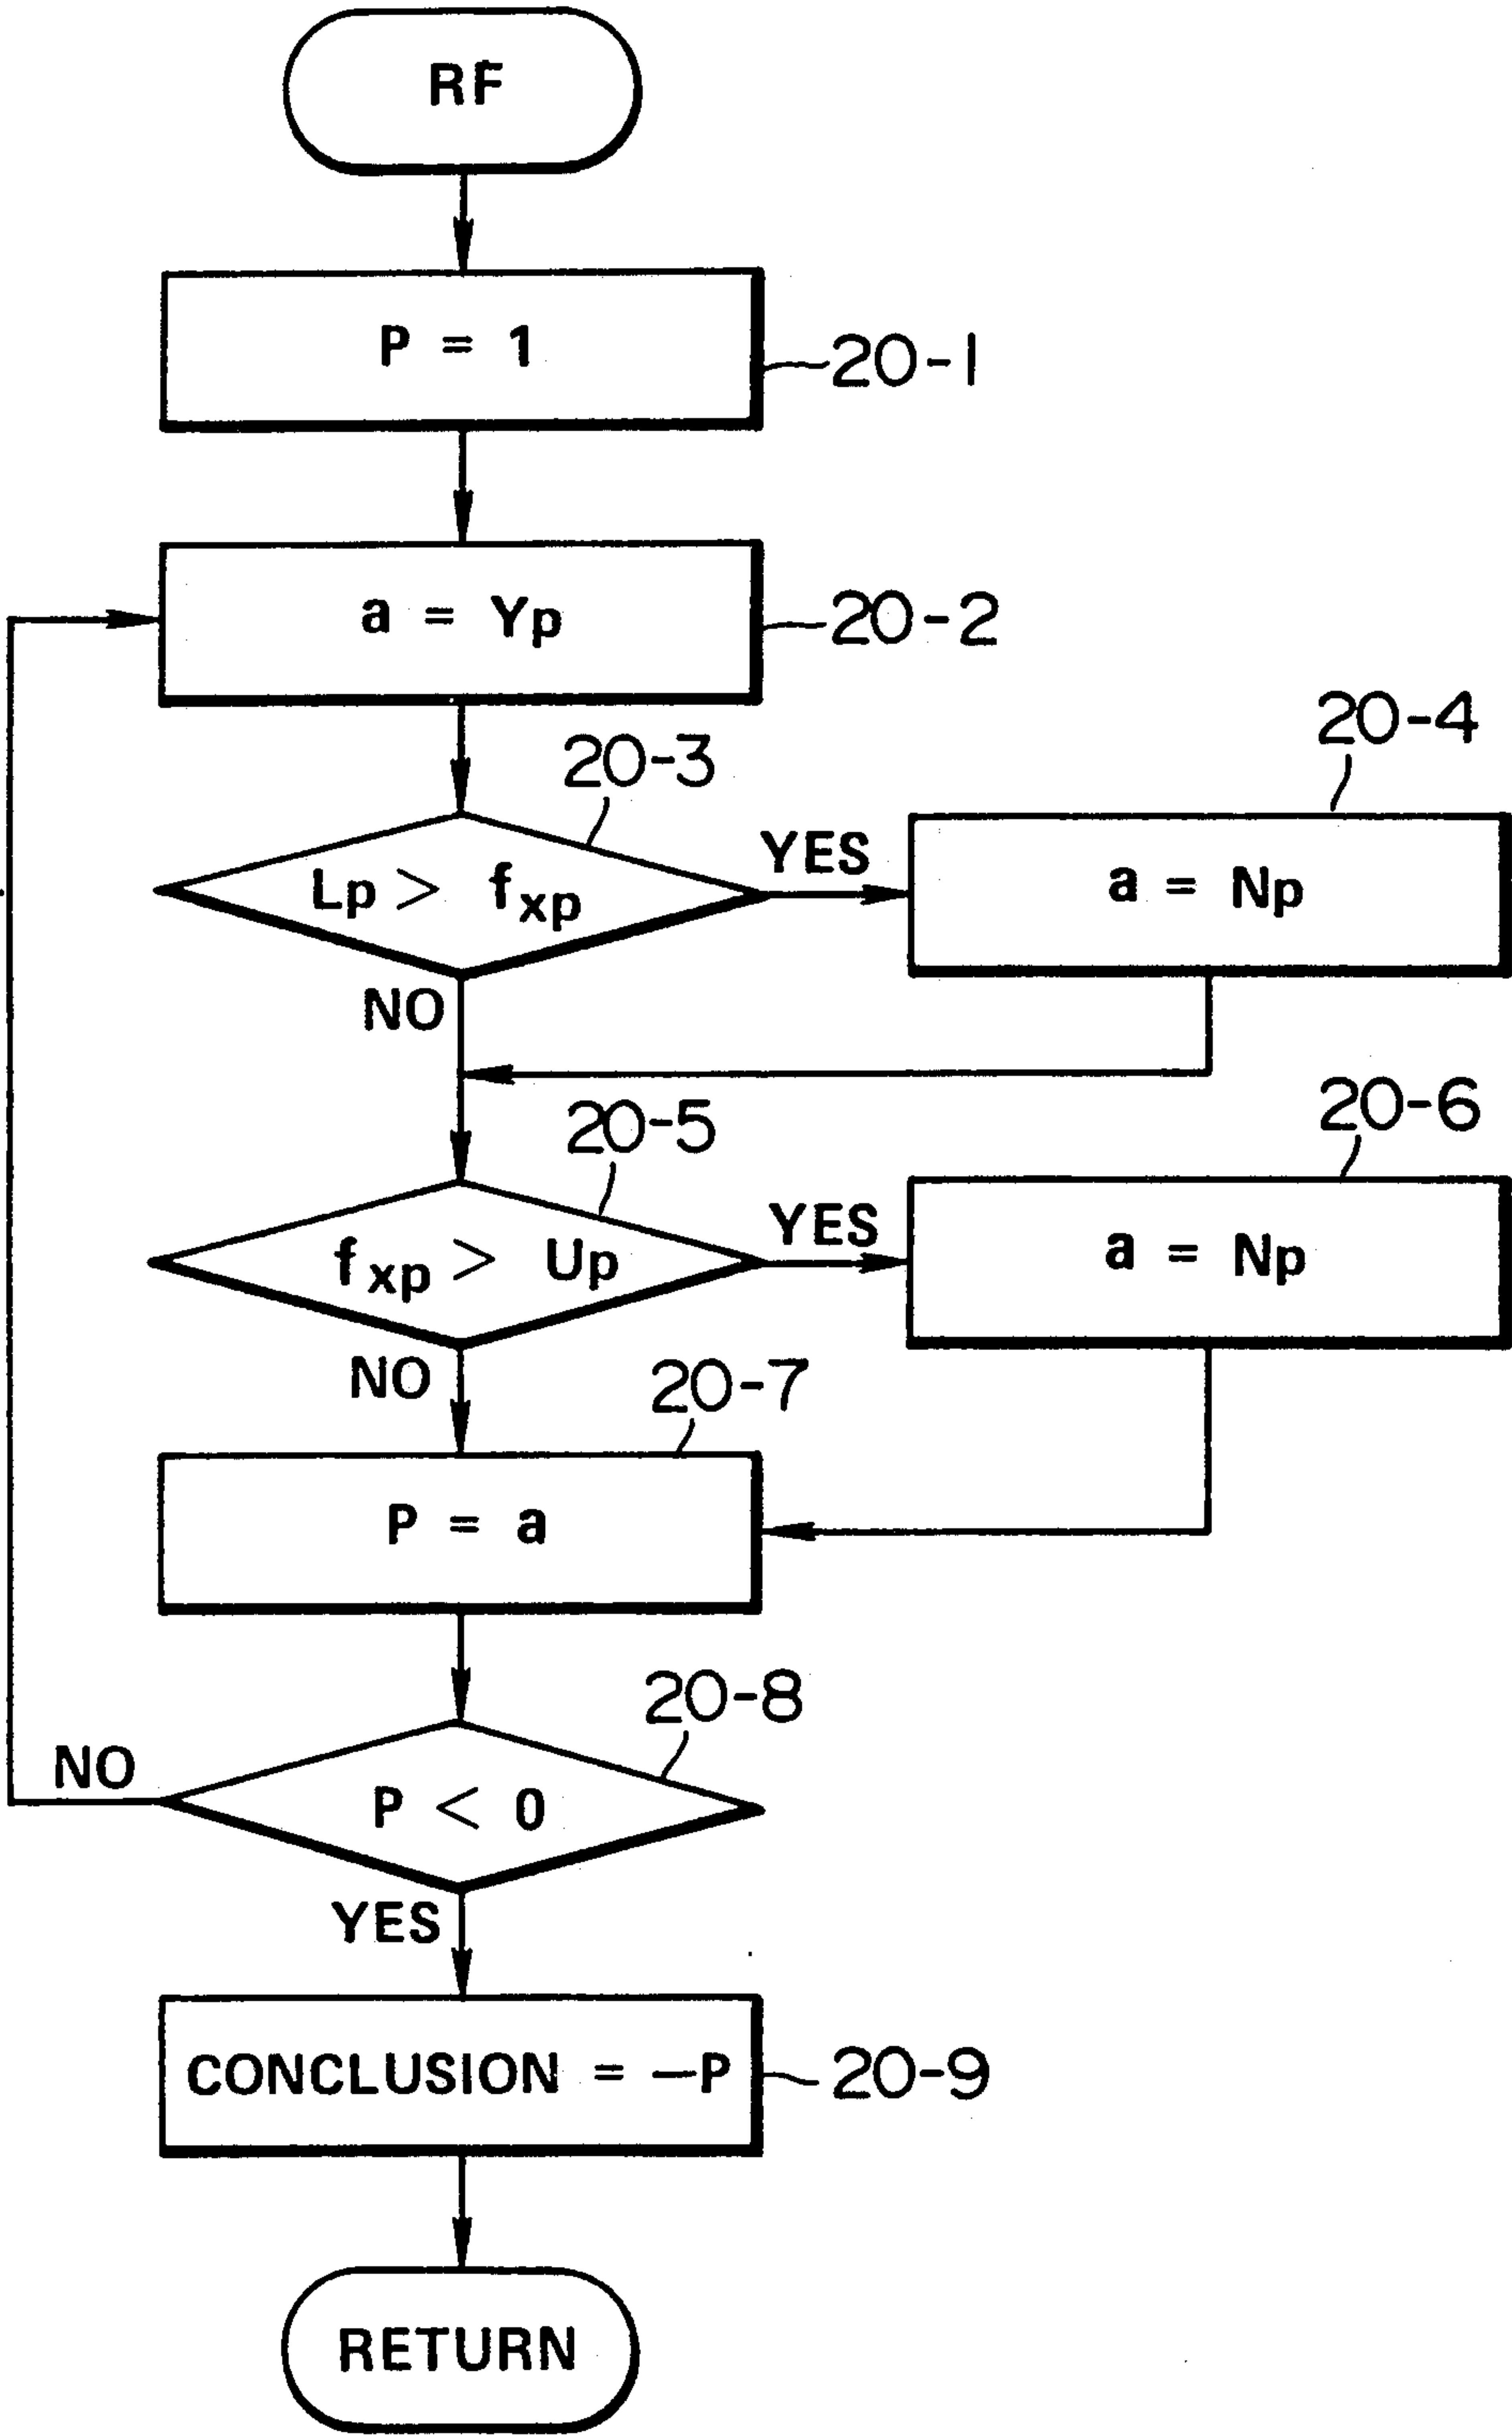 RF
P = 1
20-1
a = Yp
20-2
20-3
20-4
Lp > fxp
YES
a = Np
NO
20-5
20-6
fxp > Up
YES
a = Np
NO
20-7
P = a
20-8
NO
P < 0
YES
CONCLUSION = —P
20-9
RETURN